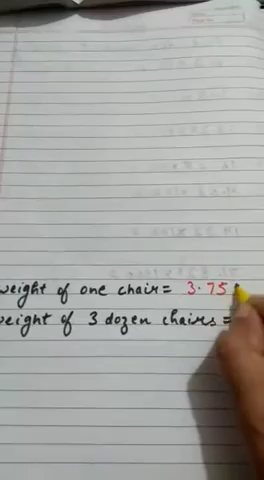 weight of one chair = 3.75
weight of 3 dozen chairs =